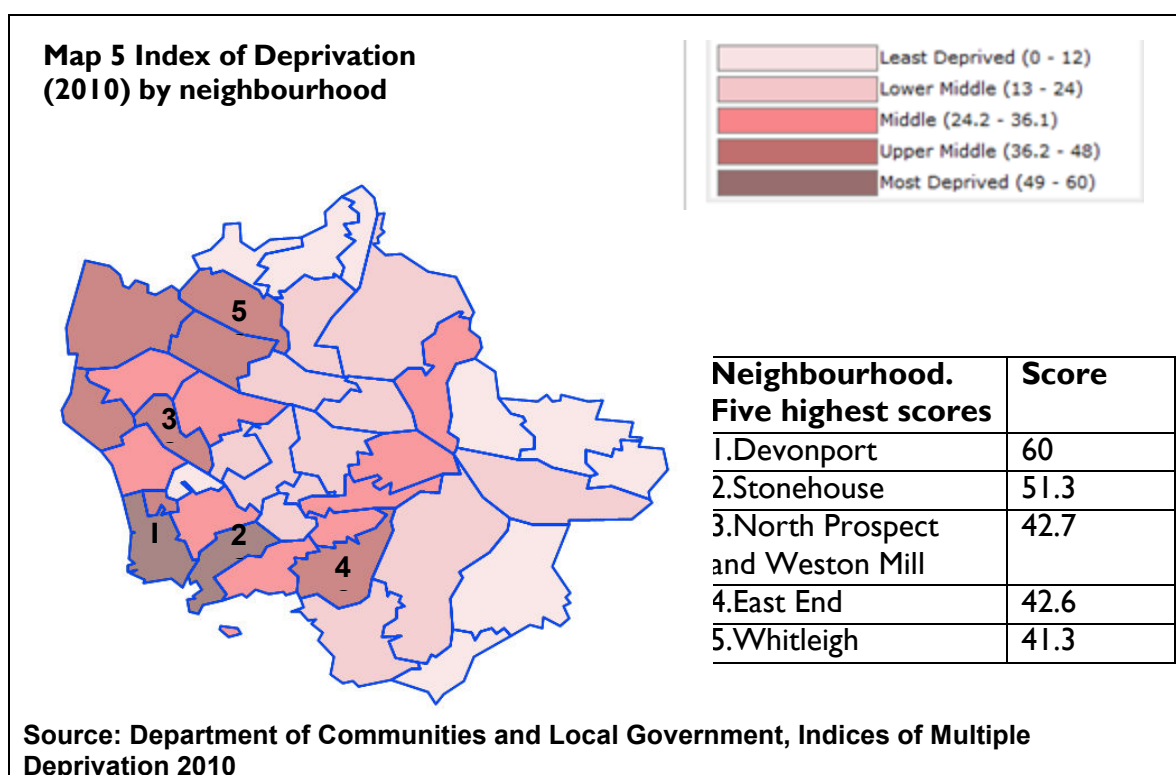 Map 5 Index of Deprivation
(2010) by neighbourhood
Least Deprived (0 - 12)
Lower Middle (13 - 24)
Middle (24.2 - 36.1)
Upper Middle (36.2 - 48)
Most Deprived (49 - 60)
5
3
1
2
4
Neighbourhood. Score
Five highest scores
1.Devonport 60
2.Stonehouse 51.3
3.North Prospect 42.7
and Weston Mill
4.East End 42.6
5.Whitleigh 41.3
Source: Department of Communities and Local Government, Indices of Multiple
Deprivation 2010